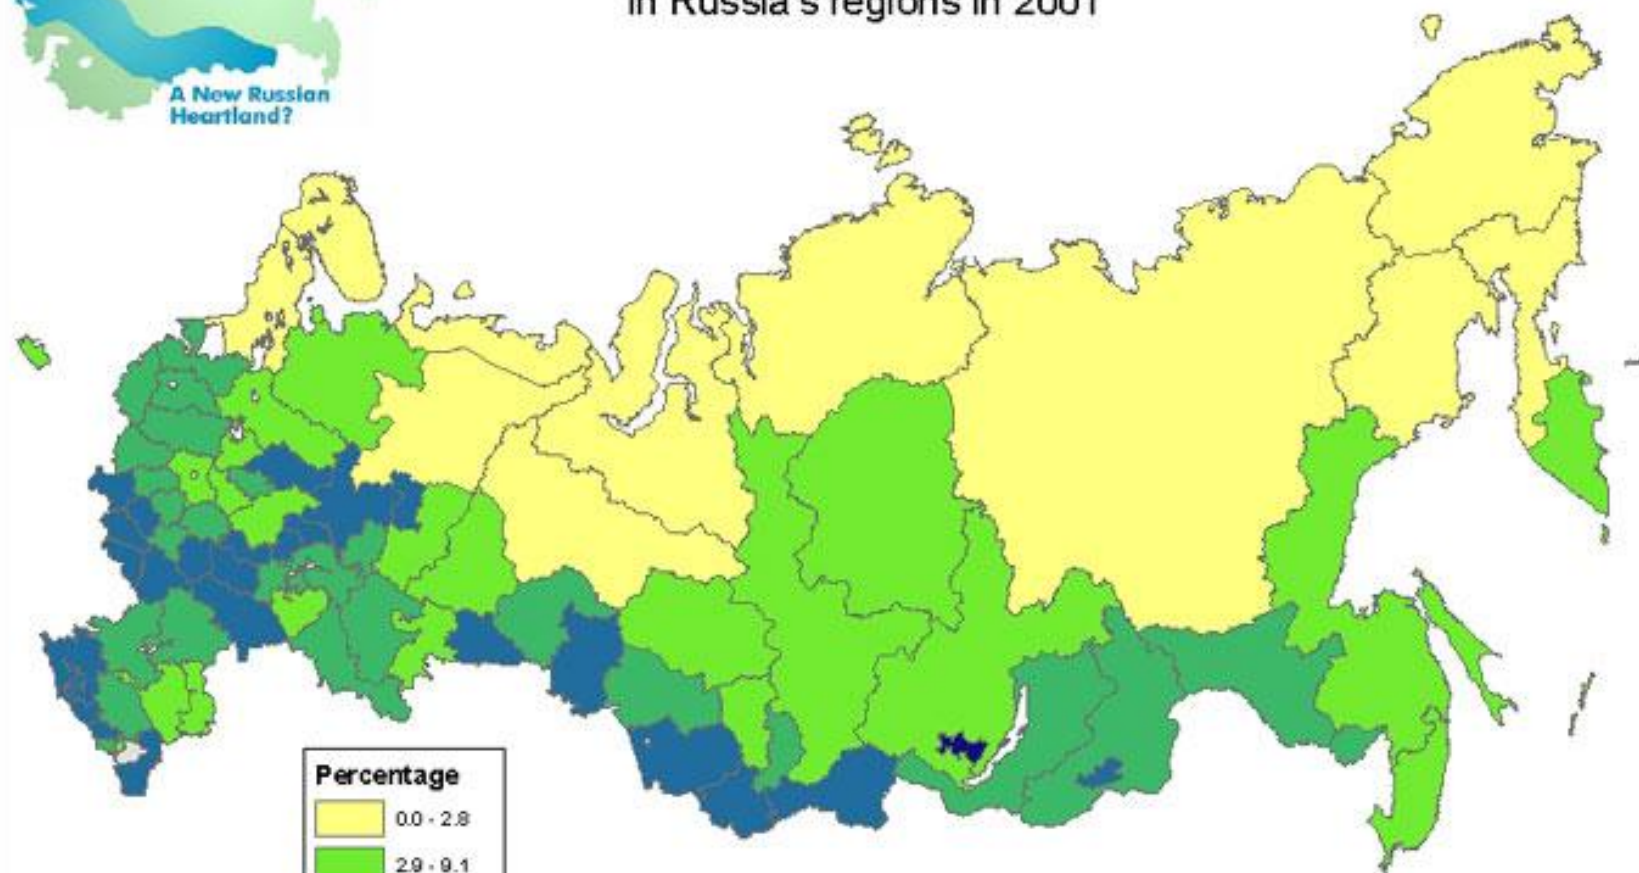 in Russia's regions in 2001
A New Russian
Heartland?
Percentage
0.0 - 2.8
2.9 - 9.1